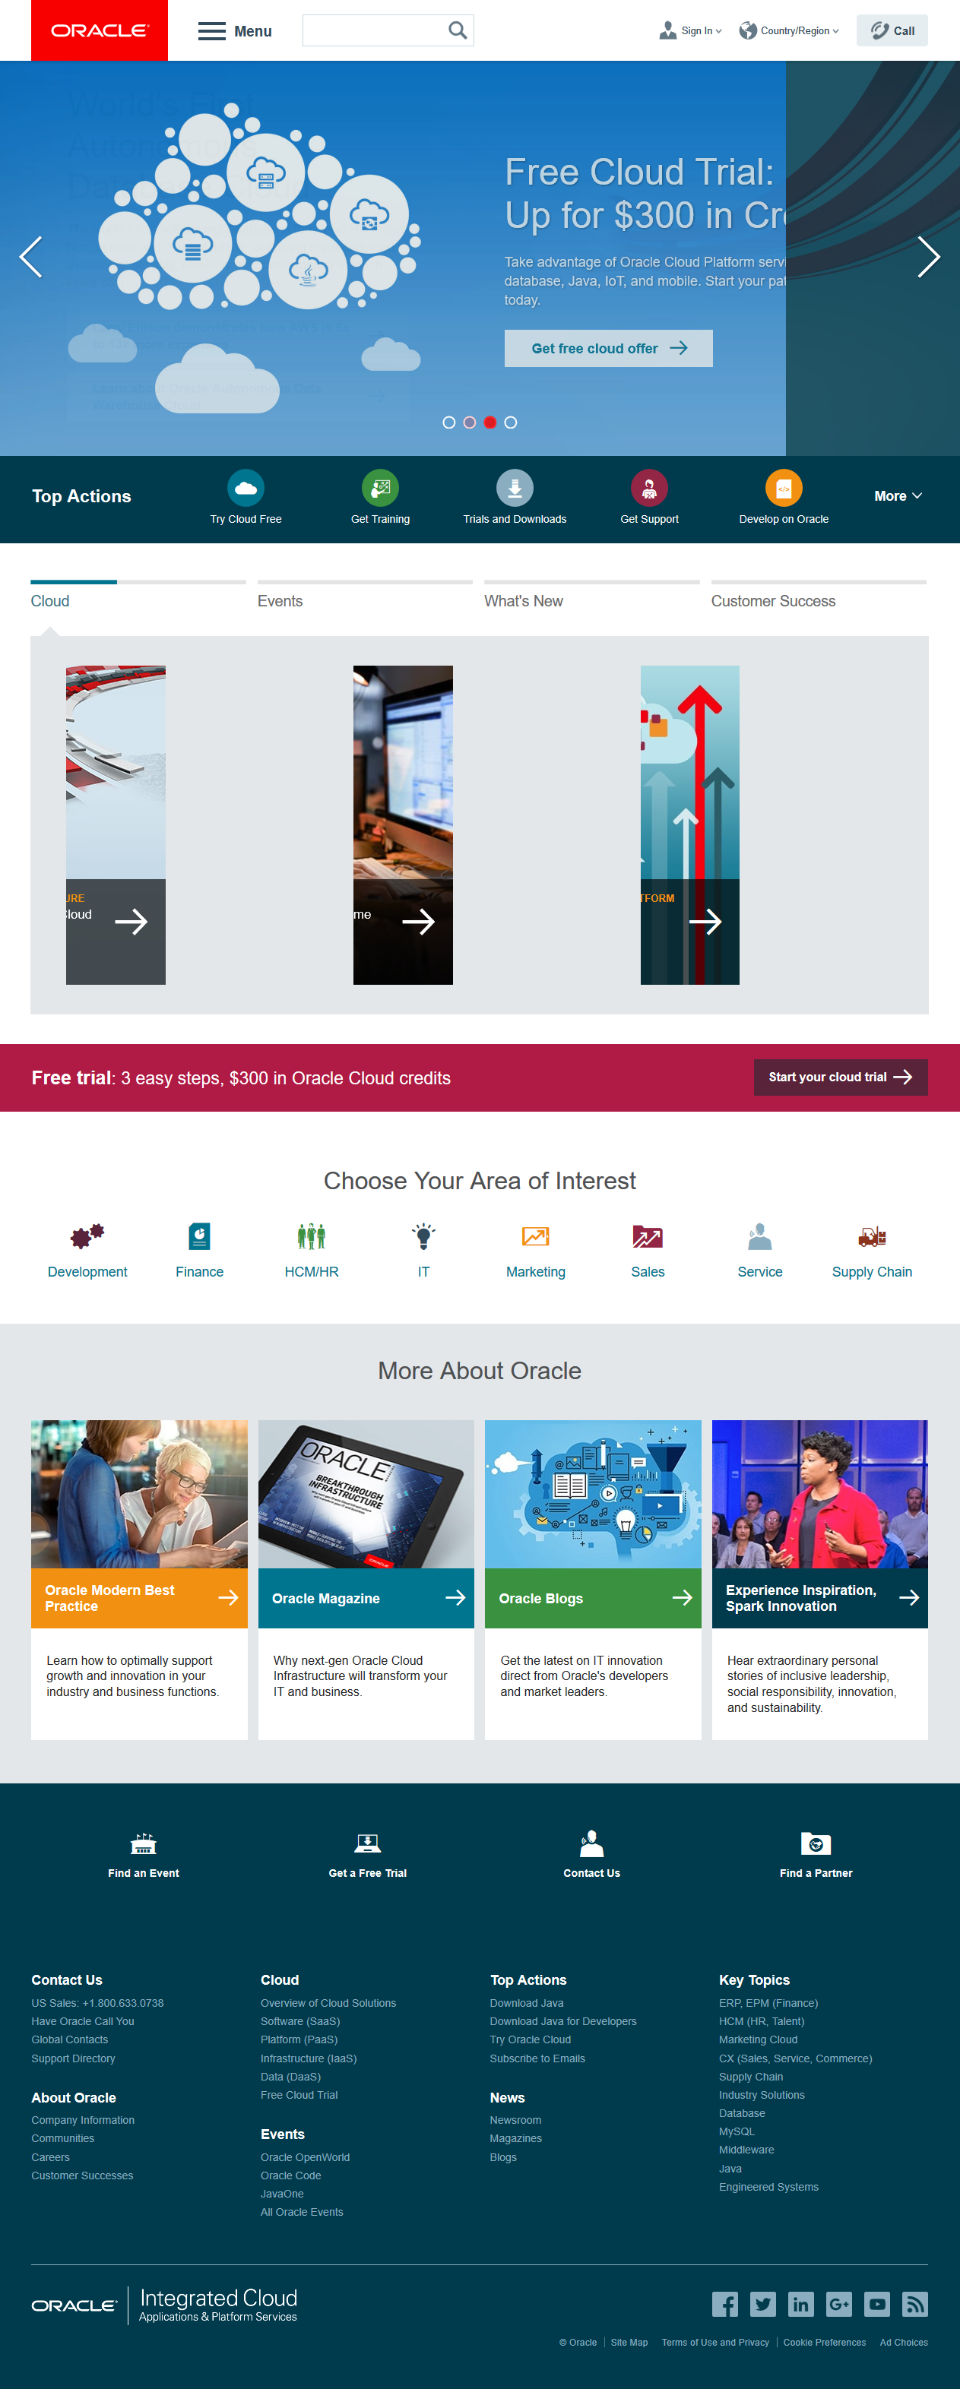 ORACLE
Menu
Sign In
Country/Region
Call
World's First
Autonomous
Free Cloud Trial:
Up for $300 in Cr
Take advantage of Oracle Cloud Platform servi
database, Java, IoT, and mobile. Start your pa
today.
Get free cloud offer
Top Actions
Try Cloud Free
Get Training
Trials and Downloads
Get Support
Develop on Oracle
More
Cloud
Events
What's New
Customer Success
URE
Cloud
me
TFORM
Free trial: 3 easy steps, $300 in Oracle Cloud credits
Start your cloud trial
Choose Your Area of Interest
Development
Finance
HCM/HR
IT
Marketing
Sales
Service
Supply Chain
More About Oracle
ORACLE
BREAKTHROUGH
INFRASTRUCTURE
Oracle Modern Best
Practice
Oracle Magazine
Oracle Blogs
Experience Inspiration,
Spark Innovation
Learn how to optimally support
growth and innovation in your
industry and business functions.
Why next-gen Oracle Cloud
Infrastructure will transform your
IT and business.
Get the latest on IT innovation
direct from Oracle's developers
and market leaders.
Hear extraordinary personal
stories of inclusive leadership,
social responsibility, innovation,
and sustainability.
Find an Event
Get a Free Trial
Contact Us
Find a Partner
Contact Us
US Sales: +1.800.633.0738
Have Oracle Call You
Global Contacts
Support Directory
About Oracle
Company Information
Communities
Careers
Customer Successes
Cloud
Overview of Cloud Solutions
Software (SaaS)
Platform (PaaS)
Infrastructure (IaaS)
Data (DaaS)
Free Cloud Trial
Events
Oracle OpenWorld
Oracle Code
JavaOne
All Oracle Events
Top Actions
Download Java
Download Java for Developers
Try Oracle Cloud
Subscribe to Emails
News
Newsroom
Magazines
Blogs
Key Topics
ERP, EPM (Finance)
HCM (HR, Talent)
Marketing Cloud
CX (Sales, Service, Commerce)
Supply Chain
Industry Solutions
Database
MySQL
Middleware
Java
Engineered Systems
ORACLE
Integrated Cloud
Applications & Platform Services
© Oracle
Site Map
Terms of Use and Privacy
Cookie Preferences
Ad Choices